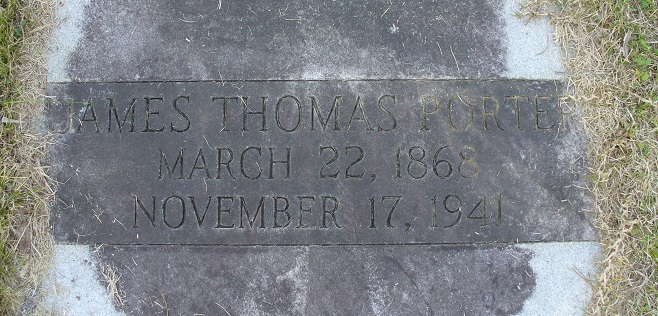 JAMES THOMAS PORTER
MARCH 22, 1868
NOVEMBER 17, 1941